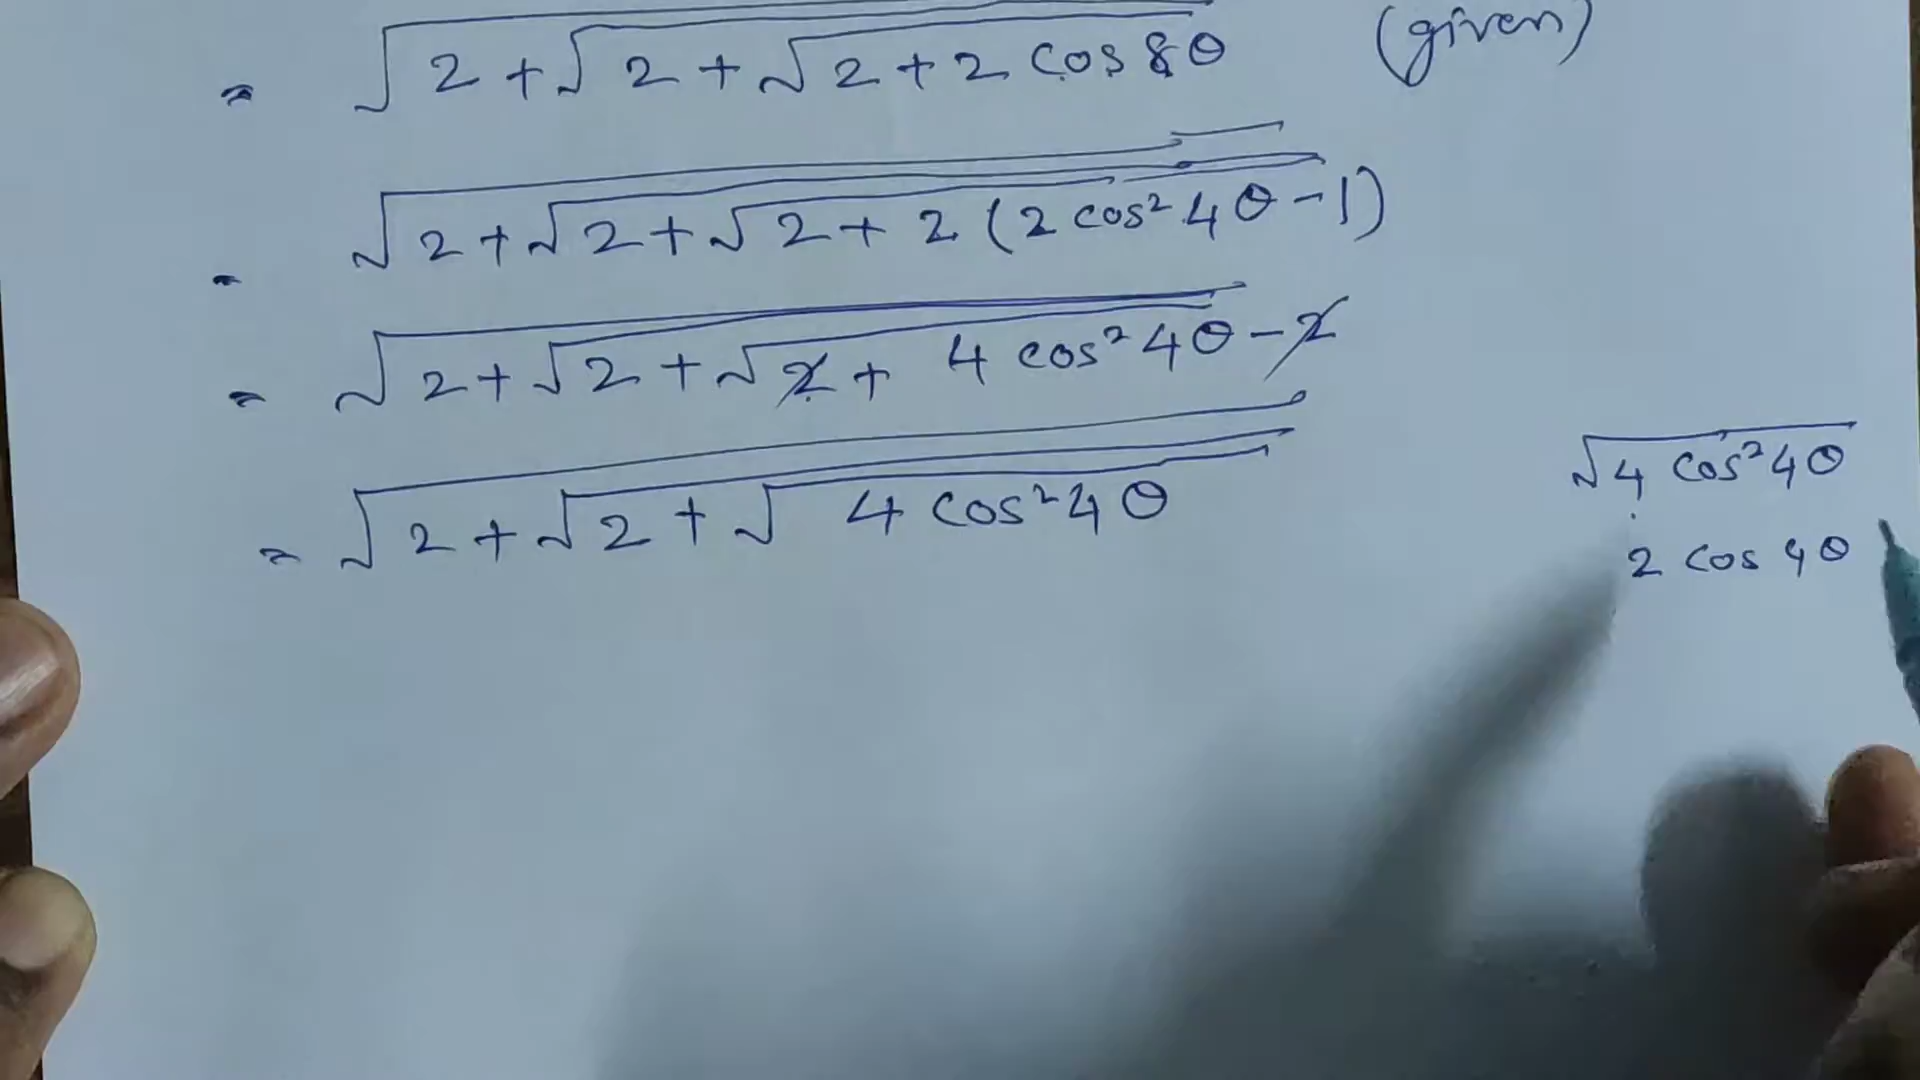 = √2 + √2 + √2 + 2 cos 8θ (given)
= √2 + √2 + √2 + 2 (2 cos² 4θ - 1)
= √2 + √2 + √2 + 4 cos² 4θ - 2
= √2 + √2 + √4 cos² 4θ
√4 cos² 4θ
2 cos 4θ